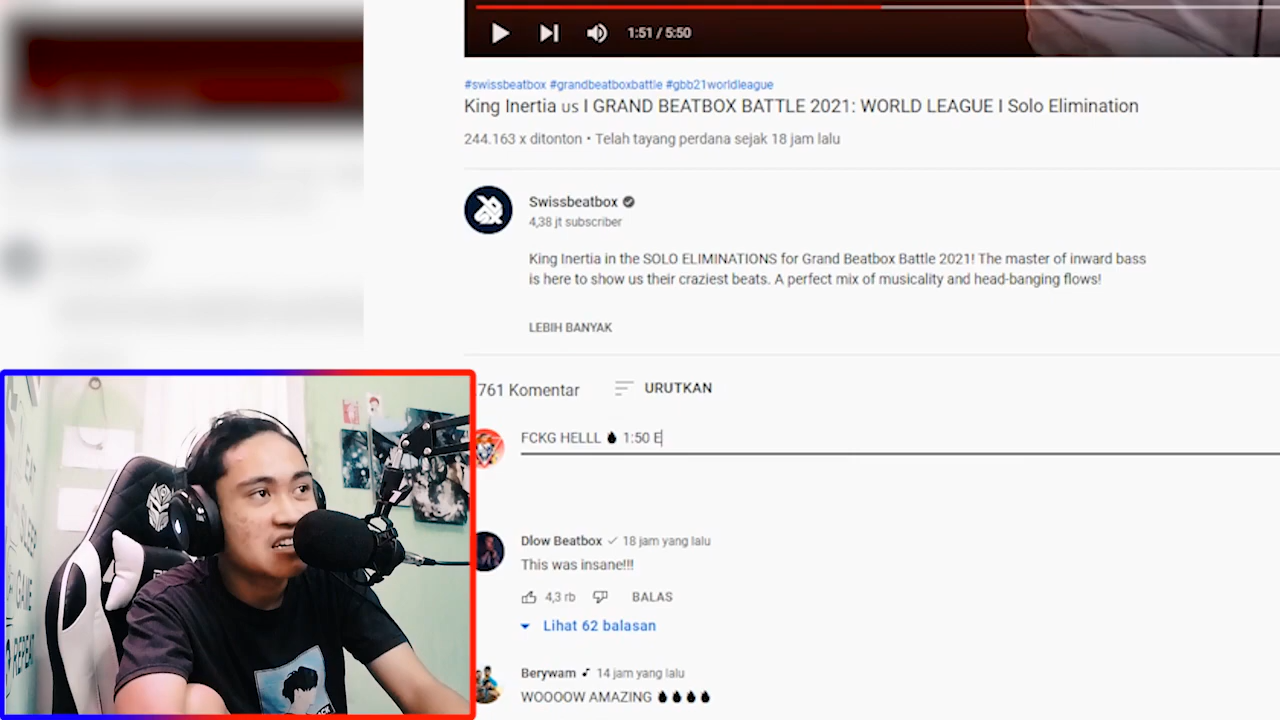 1:51 / 5:50
#swissbeatbox #grandbeatboxbattle #gbb21worldleague
King Inertia us I GRAND BEATBOX BATTLE 2021: WORLD LEAGUE I Solo Elimination
244.163 x ditonton • Telah tayang perdana sejak 18 jam lalu
Swissbeatbox
4,38 jt subscriber
King Inertia in the SOLO ELIMINATIONS for Grand Beatbox Battle 2021! The master of inward bass
is here to show us their craziest beats. A perfect mix of musicality and head-banging flows!
LEBIH BANYAK
761 Komentar URUTKAN
FCKG HELLL 🔥 1:50 E
Dlow Beatbox 18 jam yang lalu
This was insane!!!
4,3 rb BALAS
Lihat 62 balasan
Berywam 14 jam yang lalu
WOOOOW AMAZING 🔥🔥🔥🔥
EAT
SLEEP
GAME
REPEAT